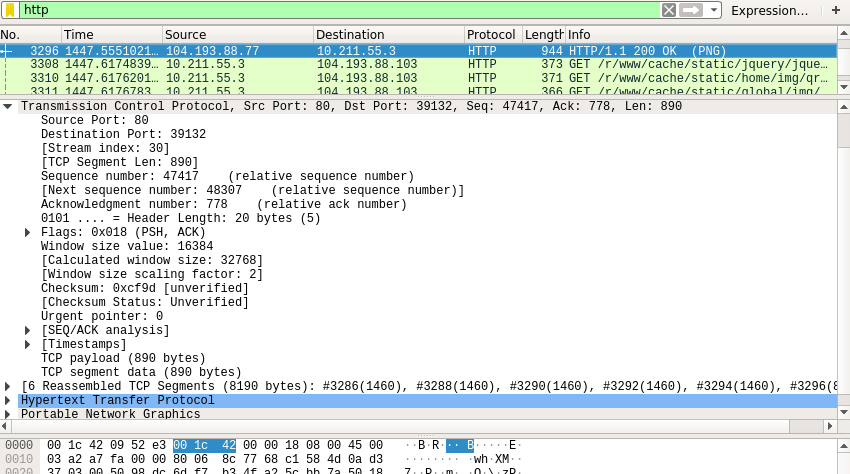 http Expression… +
No. Time Source Destination Protocol Length Info
3296 1447.5551021… 104.193.88.77 10.211.55.3 HTTP 944 HTTP/1.1 200 OK (PNG)
3308 1447.6174839… 10.211.55.3 104.193.88.103 HTTP 373 GET /r/www/cache/static/jquery/jque…
3310 1447.6176201… 10.211.55.3 104.193.88.103 HTTP 371 GET /r/www/cache/static/home/img/qr…
3311 1447.6176783 10.211.55.3 104.193.88.103 HTTP 366 GET /r/www/cache/static/global/img/
Transmission Control Protocol, Src Port: 80, Dst Port: 39132, Seq: 47417, Ack: 778, Len: 890
Source Port: 80
Destination Port: 39132
[Stream index: 30]
[TCP Segment Len: 890]
Sequence number: 47417 (relative sequence number)
[Next sequence number: 48307 (relative sequence number)]
Acknowledgment number: 778 (relative ack number)
0101 .... = Header Length: 20 bytes (5)
Flags: 0x018 (PSH, ACK)
Window size value: 16384
[Calculated window size: 32768]
[Window size scaling factor: 2]
Checksum: 0xcf9d [unverified]
[Checksum Status: Unverified]
Urgent pointer: 0
[SEQ/ACK analysis]
[Timestamps]
TCP payload (890 bytes)
TCP segment data (890 bytes)
[6 Reassembled TCP Segments (8190 bytes): #3286(1460), #3288(1460), #3290(1460), #3292(1460), #3294(1460), #3296(8
Hypertext Transfer Protocol
Portable Network Graphics
0000 00 1c 42 09 52 e3 00 1c 42 00 00 18 08 00 45 00 ··B·R··· B·····E·
0010 03 a2 a7 fa 00 00 80 06 8c 77 68 c1 58 4d 0a d3 ········ ·wh·XM··
37 03 00 50 98 dc 6d f7 b3 4f a2 5c bb 7a 50 18 7··P··m· ·O·\·zP·